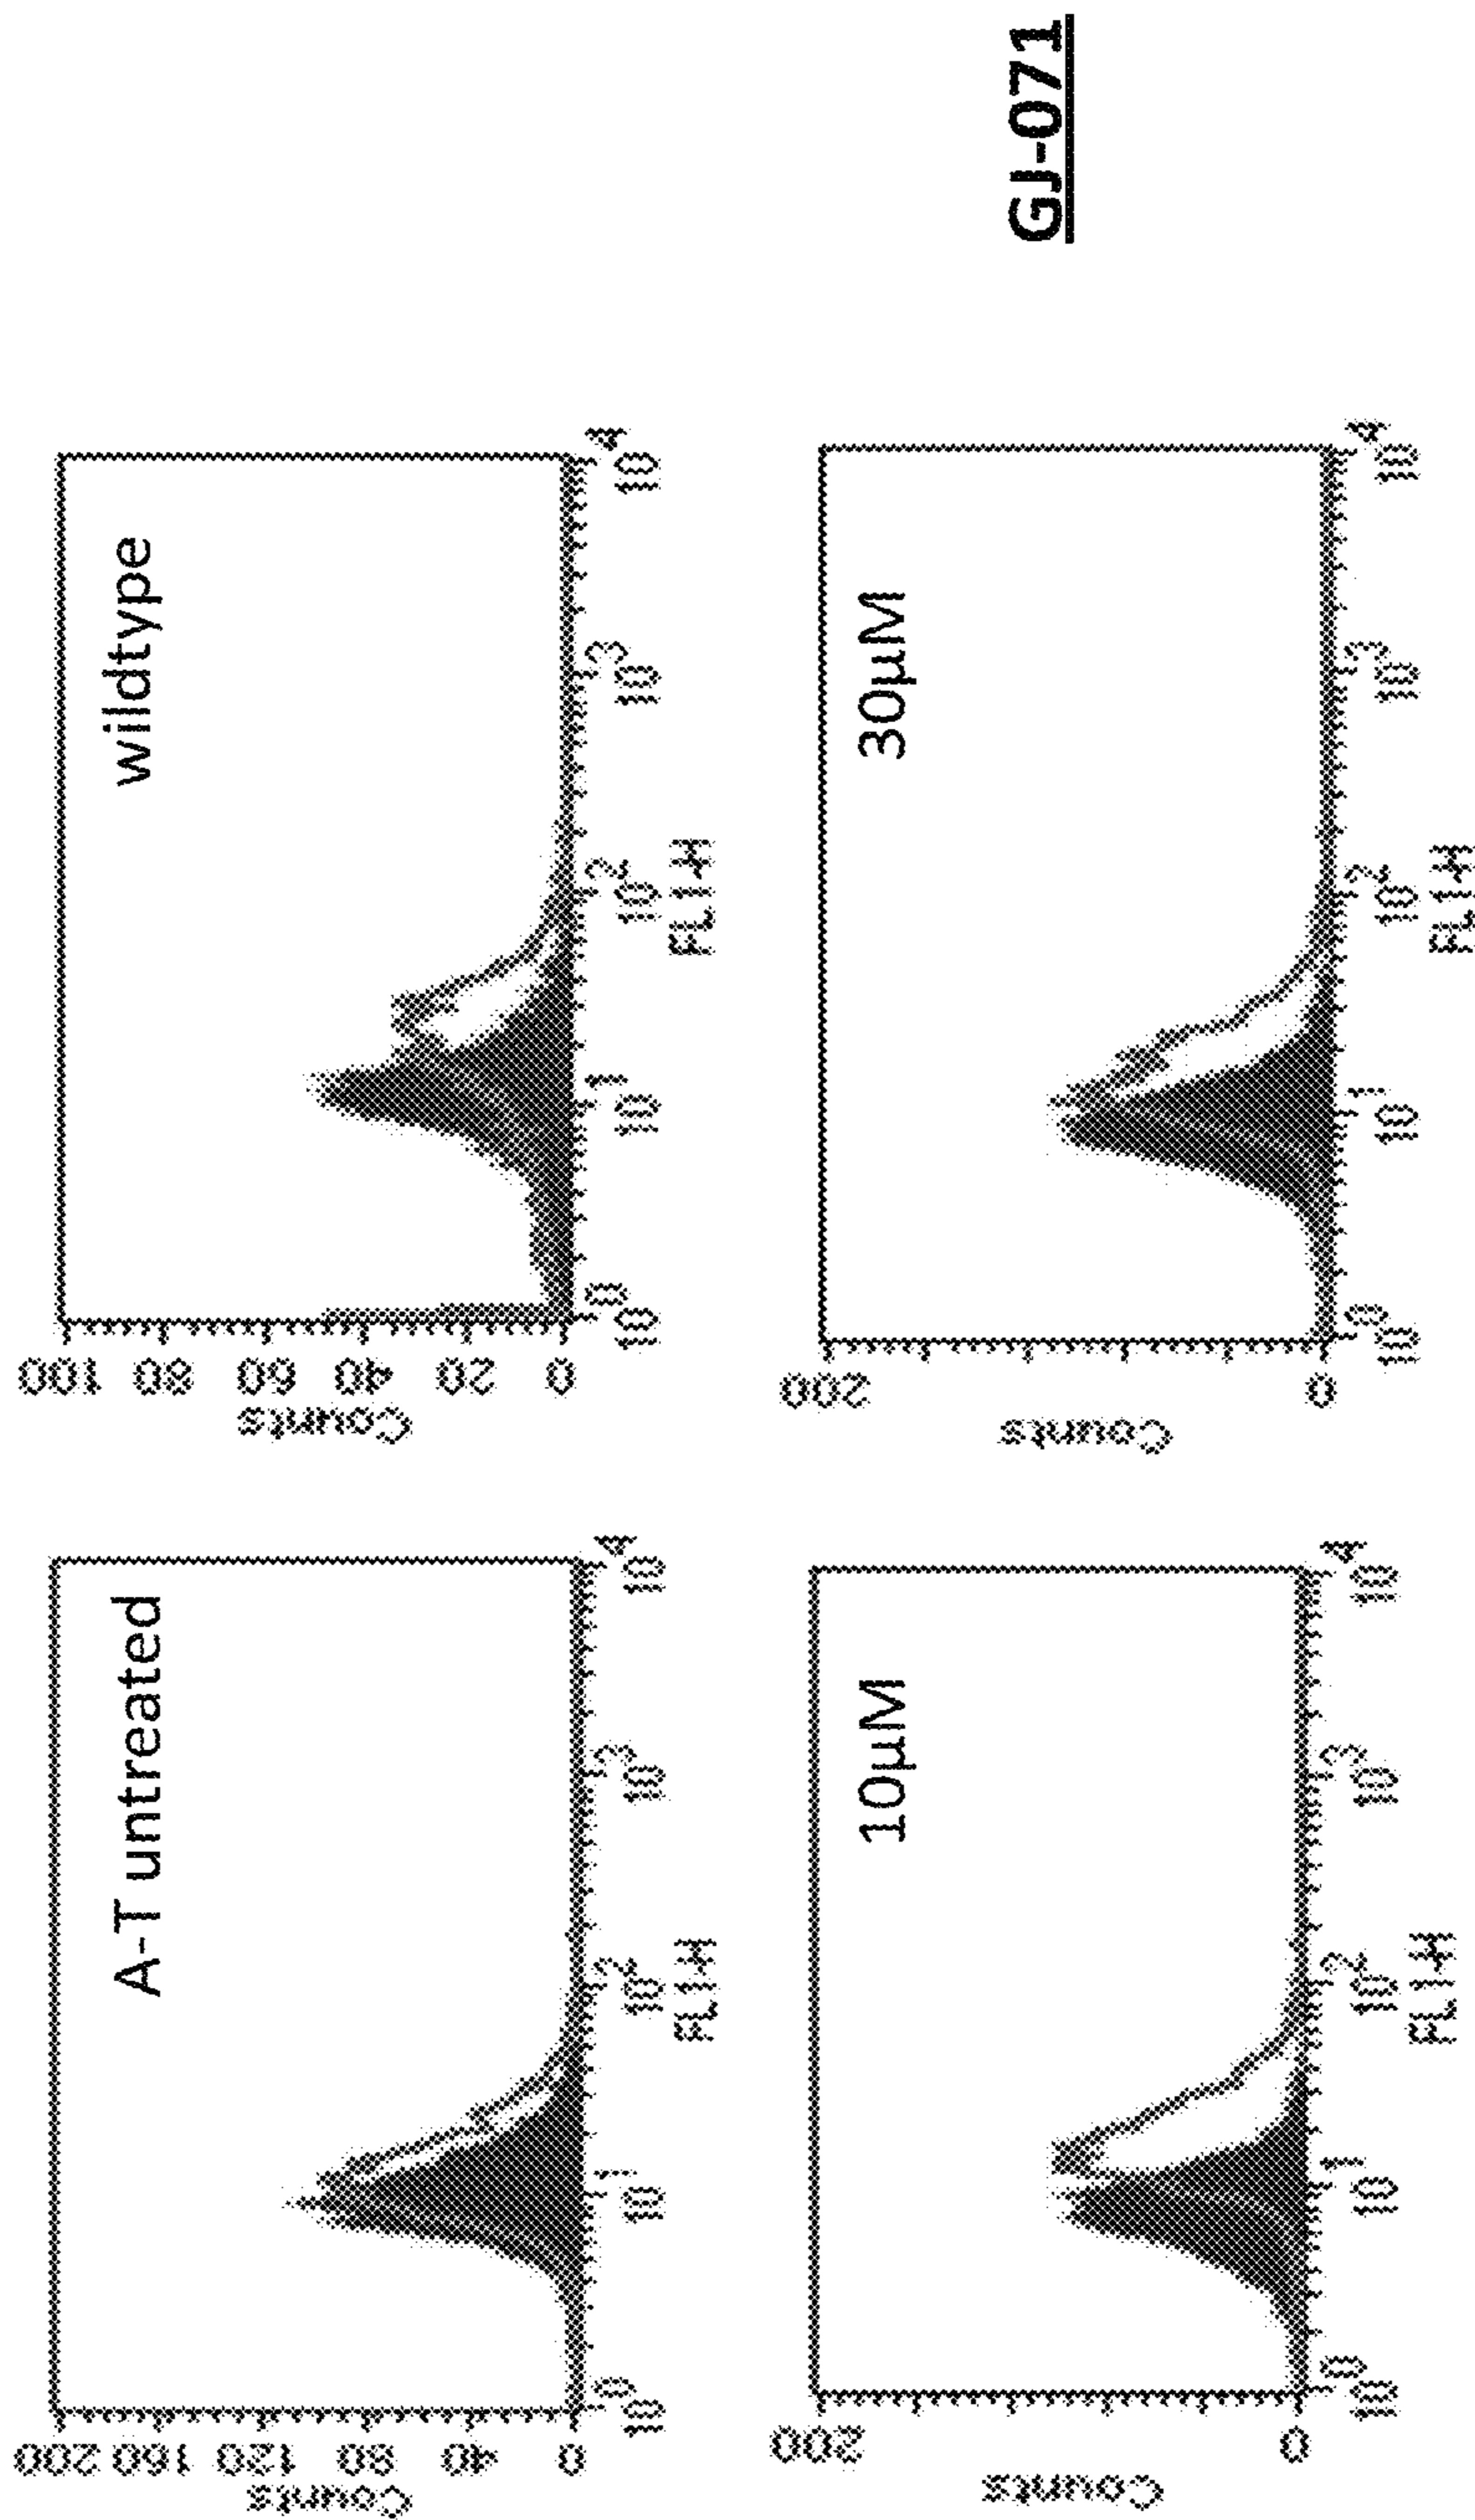 A-T untreated
200
160
120
80
40
0
Counts
10^0
10^1
10^2
10^3
10^4
FL1-H
wildtype
100
80
60
40
20
0
Counts
10^0
10^1
10^2
10^3
10^4
FL1-H
10µM
200
0
Counts
10^0
10^1
10^2
10^3
10^4
FL1-H
30µM
200
0
Counts
10^0
10^1
10^2
10^3
10^4
FL1-H
GJ-071